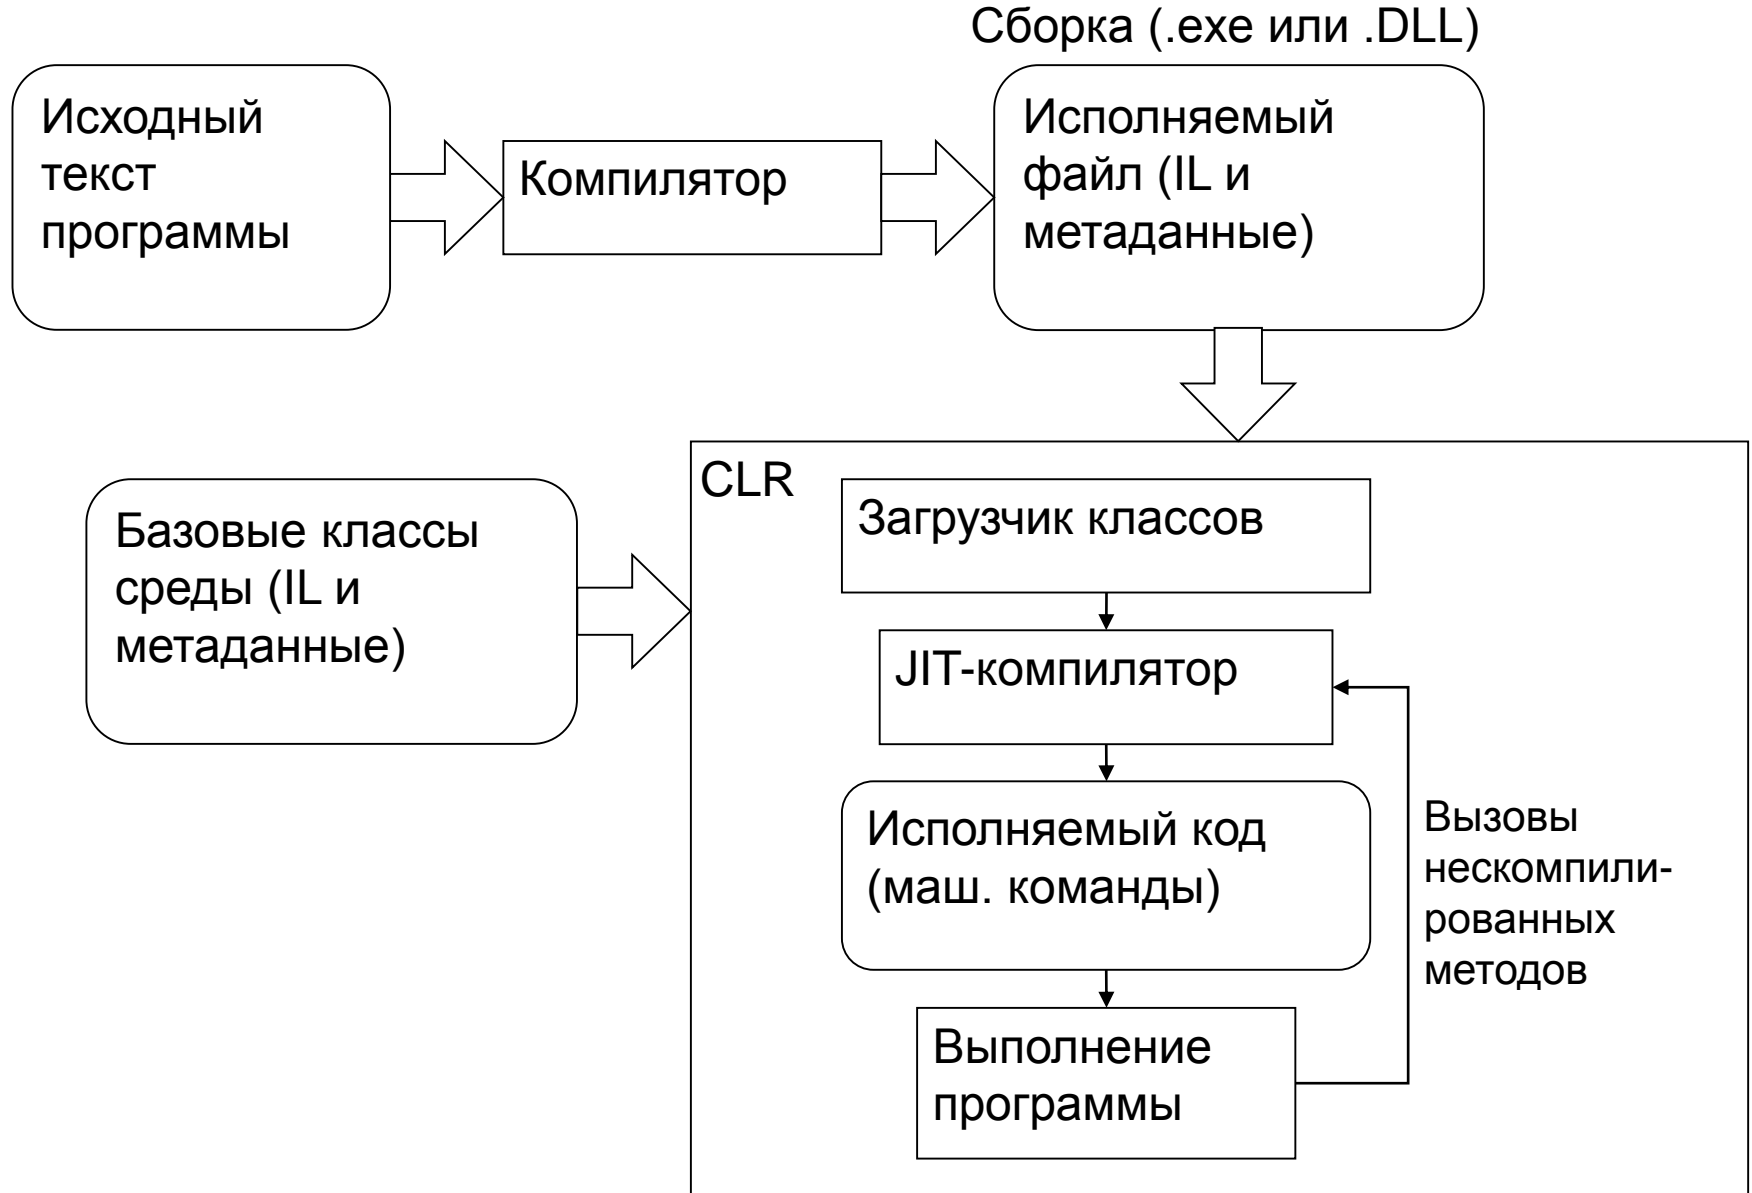 Сборка (.exe или .DLL)
Исходный
текст
программы
Компилятор
Исполняемый
файл (IL и
метаданные)
Базовые классы
среды (IL и
метаданные)
CLR
Загрузчик классов
JIT-компилятор
Исполняемый код
(маш. команды)
Вызовы
нескомпили-
рованных
методов
Выполнение
программы